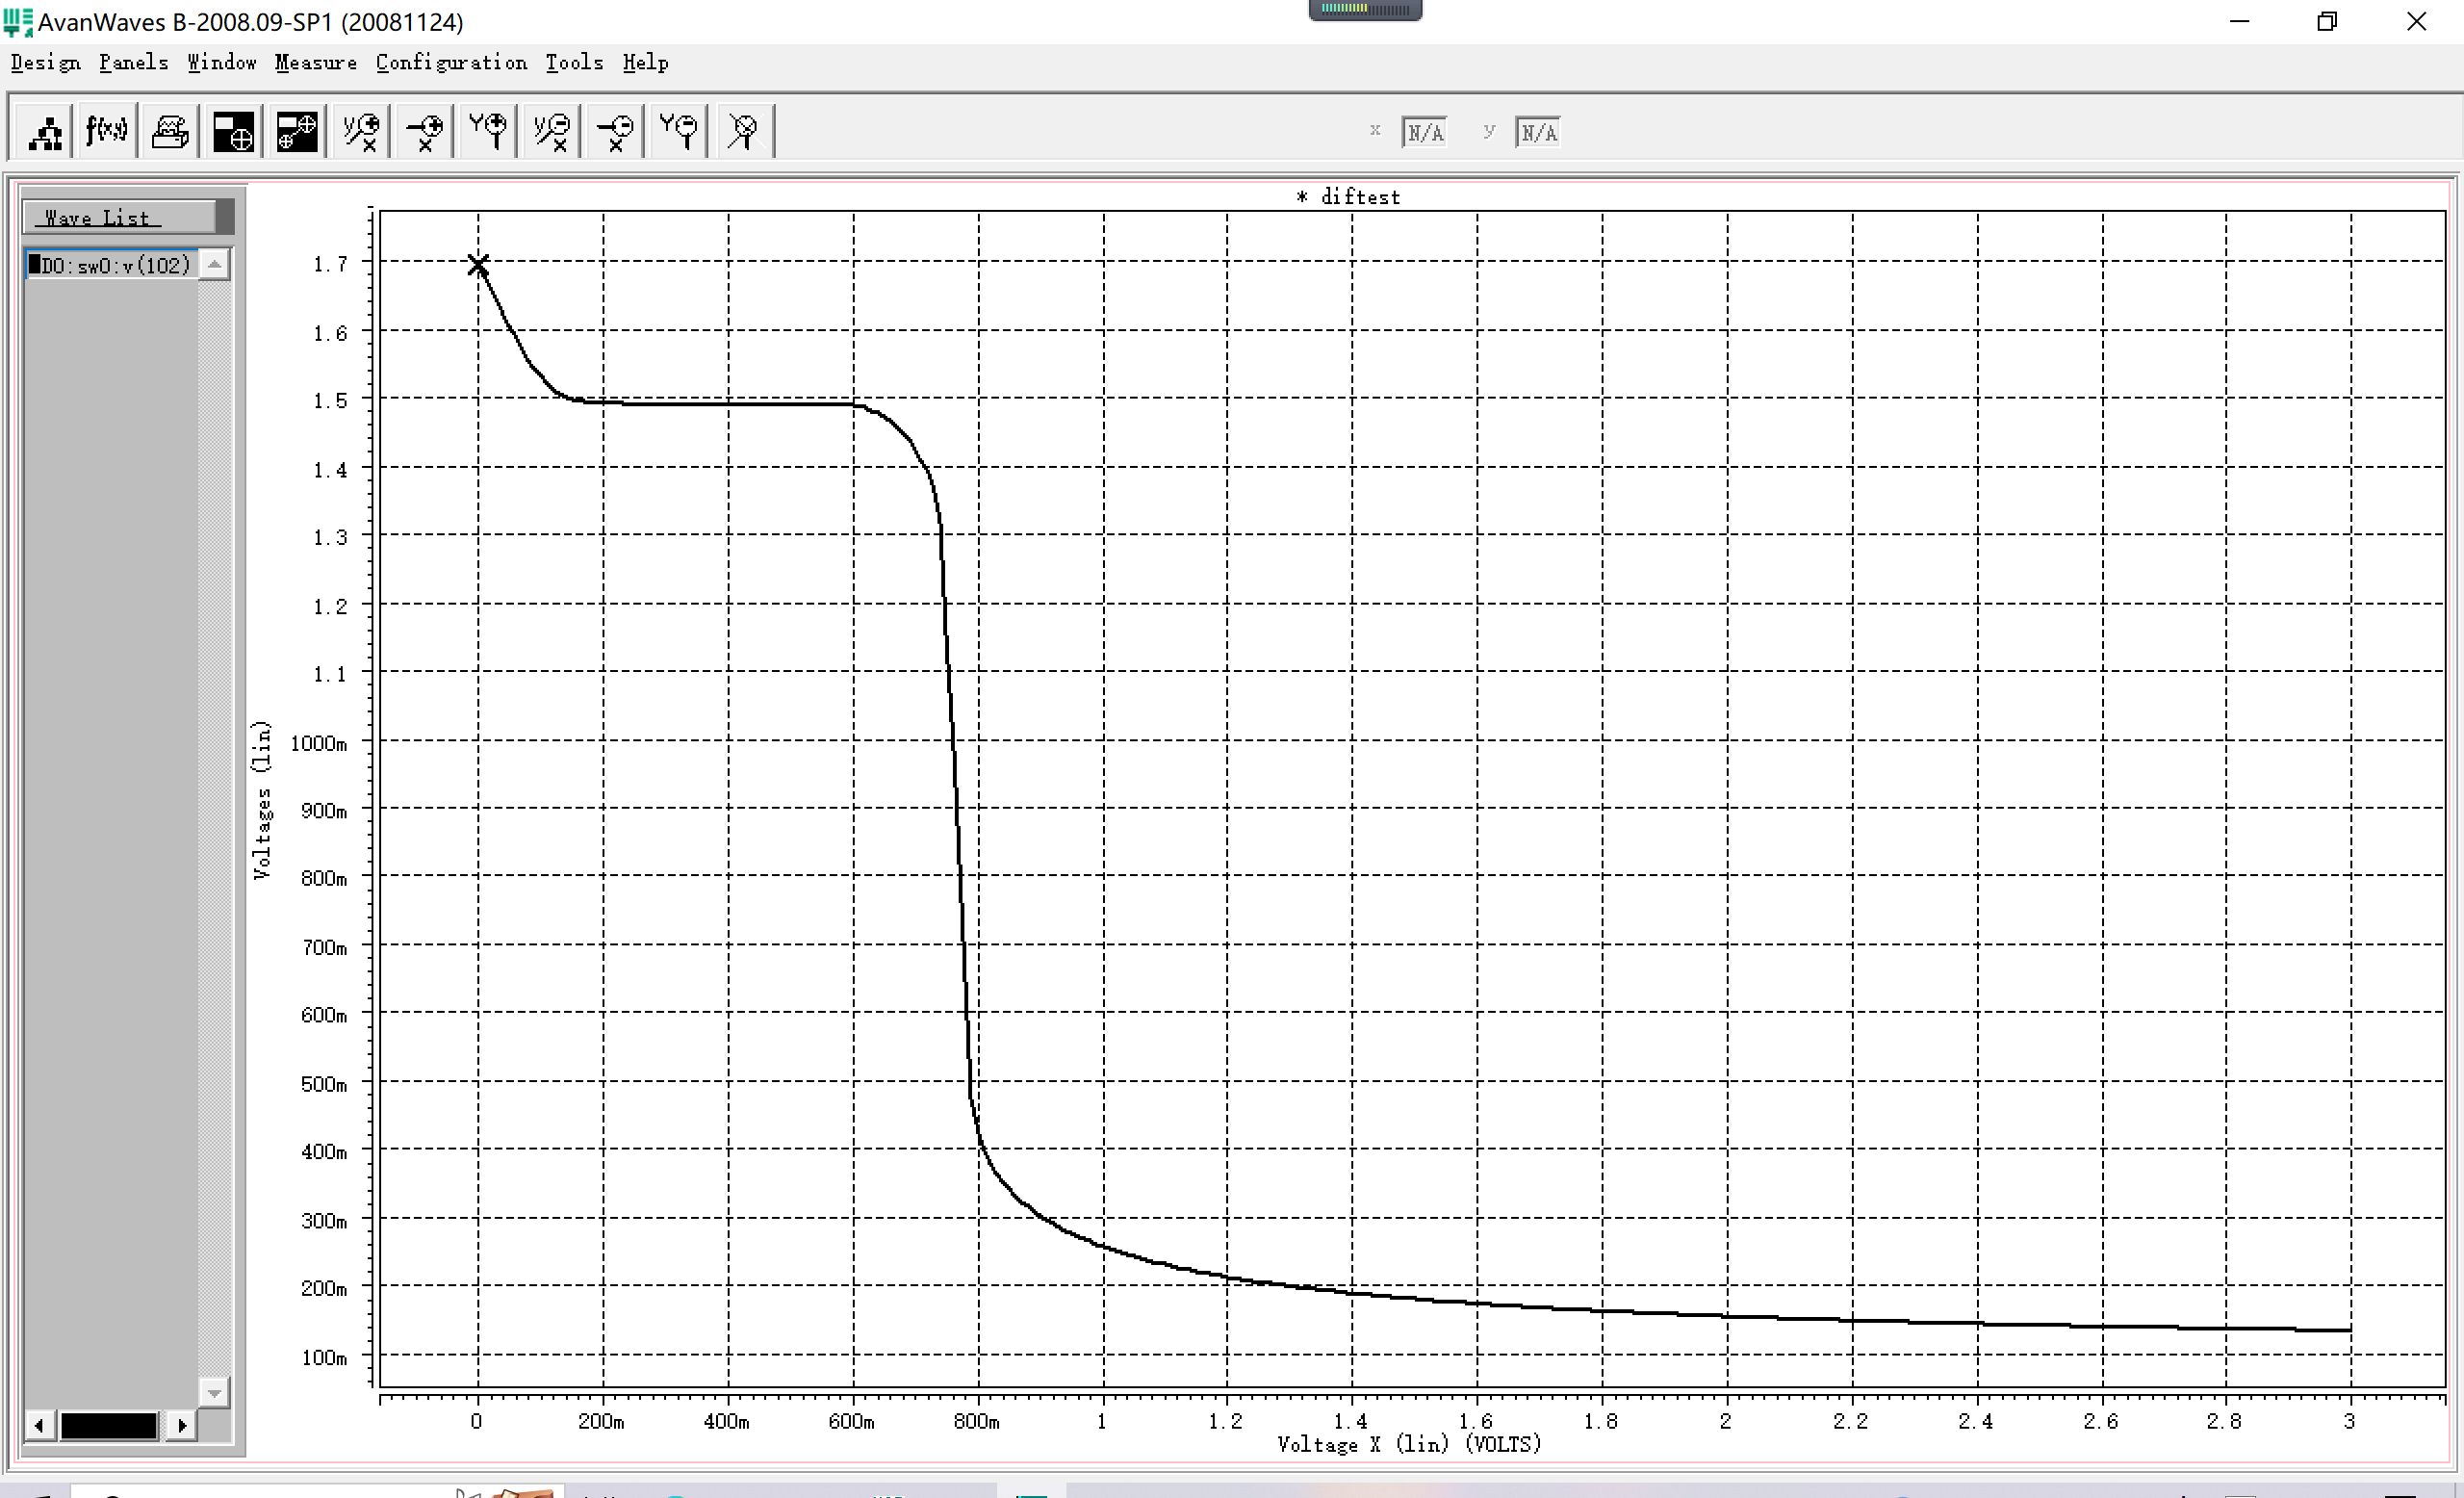 AvanWaves B-2008.09-SP1 (20081124)
Design Panels Window Measure Configuration Tools Help
f(x,y)
x N/A y N/A
* diftest
Wave List
D0:sw0:v(102)
Voltages (lin)
1.7
1.6
1.5
1.4
1.3
1.2
1.1
1000m
900m
800m
700m
600m
500m
400m
300m
200m
100m
0 200m 400m 600m 800m 1 1.2 1.4 1.6 1.8 2 2.2 2.4 2.6 2.8 3
Voltage X (lin) (VOLTS)